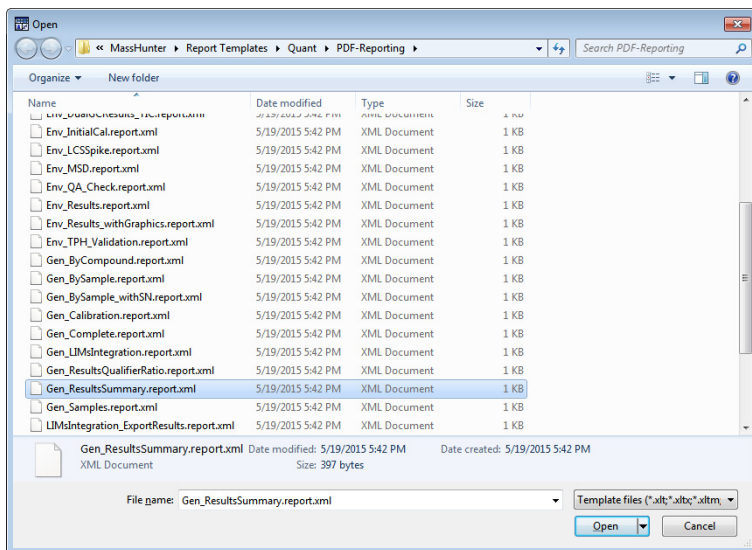 Open
« MassHunter ▸ Report Templates ▸ Quant ▸ PDF-Reporting ▸ Search PDF-Reporting
Organize New folder
Name Date modified Type Size
Env_DualGCResults_TIC.report.xml 5/19/2015 5:42 PM XML Document 1 KB
Env_InitialCal.report.xml 5/19/2015 5:42 PM XML Document 1 KB
Env_LCSSpike.report.xml 5/19/2015 5:42 PM XML Document 1 KB
Env_MSD.report.xml 5/19/2015 5:42 PM XML Document 1 KB
Env_QA_Check.report.xml 5/19/2015 5:42 PM XML Document 1 KB
Env_Results.report.xml 5/19/2015 5:42 PM XML Document 1 KB
Env_Results_withGraphics.report.xml 5/19/2015 5:42 PM XML Document 1 KB
Env_TPH_Validation.report.xml 5/19/2015 5:42 PM XML Document 1 KB
Gen_ByCompound.report.xml 5/19/2015 5:42 PM XML Document 1 KB
Gen_BySample.report.xml 5/19/2015 5:42 PM XML Document 1 KB
Gen_BySample_withSN.report.xml 5/19/2015 5:42 PM XML Document 1 KB
Gen_Calibration.report.xml 5/19/2015 5:42 PM XML Document 1 KB
Gen_Complete.report.xml 5/19/2015 5:42 PM XML Document 1 KB
Gen_LIMsIntegration.report.xml 5/19/2015 5:42 PM XML Document 1 KB
Gen_ResultsQualifierRatio.report.xml 5/19/2015 5:42 PM XML Document 1 KB
Gen_ResultsSummary.report.xml 5/19/2015 5:42 PM XML Document 1 KB
Gen_Samples.report.xml 5/19/2015 5:42 PM XML Document 1 KB
LIMsIntegration_ExportResults.report.xml 5/19/2015 5:42 PM XML Document 1 KB
Gen_ResultsSummary.report.xml Date modified: 5/19/2015 5:42 PM Date created: 5/19/2015 5:42 PM
XML Document Size: 397 bytes
File name: Gen_ResultsSummary.report.xml Template files (*.xlt;*.xltx;*.xltm;
Open Cancel